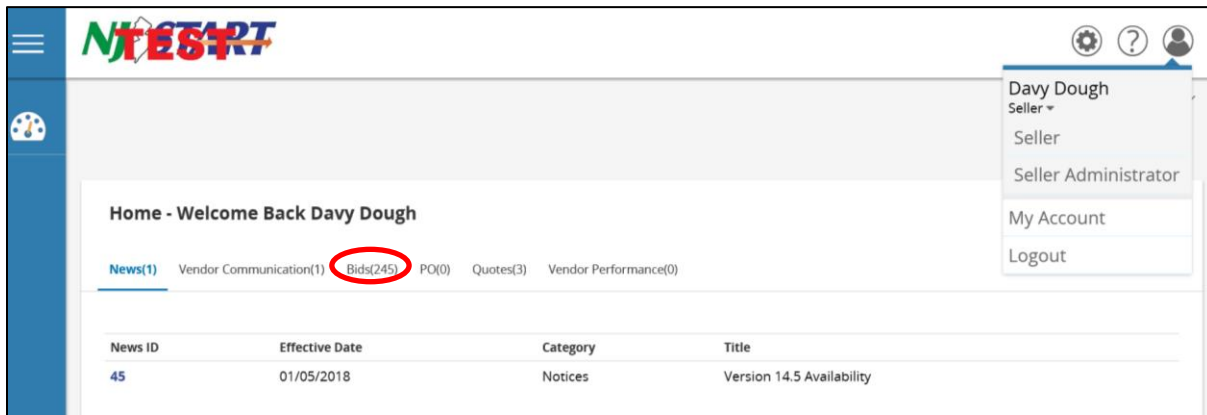 NJSTART
TEST
Davy Dough
Seller
Seller
Seller Administrator
My Account
Logout
Home - Welcome Back Davy Dough
News(1) Vendor Communication(1) Bids(245) PO(0) Quotes(3) Vendor Performance(0)
News ID Effective Date Category Title
45 01/05/2018 Notices Version 14.5 Availability